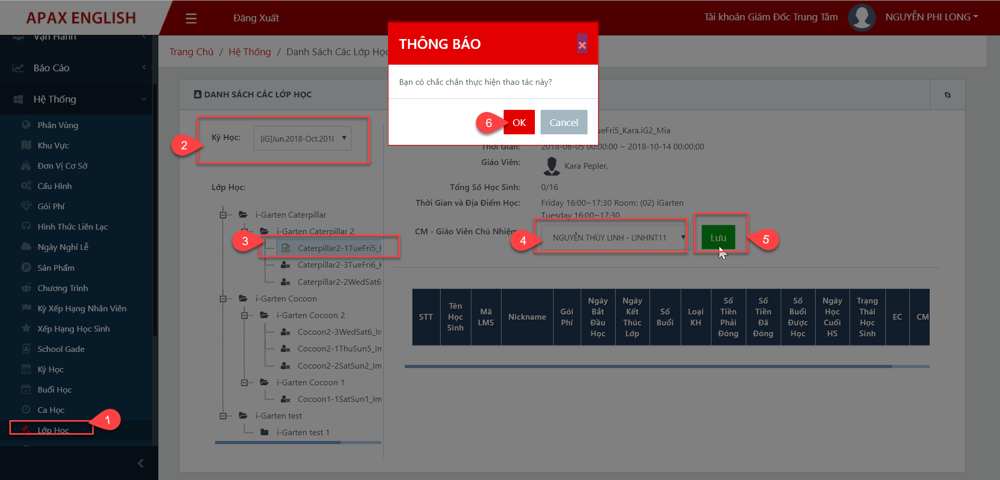 APAX ENGLISH
Đăng Xuất
Tài khoản Giám Đốc Trung Tâm
NGUYỄN PHI LONG
Vận Hành
Báo Cáo
Hệ Thống
Phân Vùng
Khu Vực
Đơn Vị Cơ Sở
Cấu Hình
Gói Phí
Hình Thức Liên Lạc
Ngày Nghỉ Lễ
Sản Phẩm
Chương Trình
Kỳ Xếp Hạng Nhân Viên
Xếp Hạng Học Sinh
School Gade
Kỳ Học
Buổi Học
Ca Học
Lớp Học
1
Trang Chủ / Hệ Thống / Danh Sách Các Lớp Học
THÔNG BÁO
×
Bạn có chắc chắn thực hiện thao tác này?
6
OK
Cancel
DANH SÁCH CÁC LỚP HỌC
2
Kỳ Học:
[iG]Jun.2018-Oct.2018
Lớp Học:
i-Garten Caterpillar
i-Garten Caterpillar 2
3
Caterpillar2-1TueFri5_K
Caterpillar2-3TueFri6_K
Caterpillar2-2WedSat6
i-Garten Cocoon
i-Garten Cocoon 2
Cocoon2-3WedSat6_Im
Cocoon2-1ThuSun5_Im
Cocoon2-2SatSun2_Im
i-Garten Cocoon 1
Cocoon1-1SatSun1_Im
i-Garten test
i-Garten test 1
ueFri5_Kara.iG2_Mia
Thời Gian:
2018-06-05 00:00:00 ~ 2018-10-14 00:00:00
Giáo Viên:
Kara Pepler,
Tổng Số Học Sinh:
0/16
Thời Gian và Địa Điểm Học:
Friday 16:00~17:30 Room: (02) iGarten
Tuesday 16:00~17:30
CM - Giáo Viên Chủ Nhiệm
4
NGUYỄN THÙY LINH - LINHNT11
Lưu
5
STT
Tên Học Sinh
Mã LMS
Nickname
Gói Phí
Ngày Bắt Đầu Học
Ngày Kết Thúc Lớp
Số Buổi
Loại KH
Số Tiền Phải Đóng
Số Tiền Đã Đóng
Số Buổi Được Học
Ngày Học Cuối HS
Trạng Thái Học Sinh
EC
CM